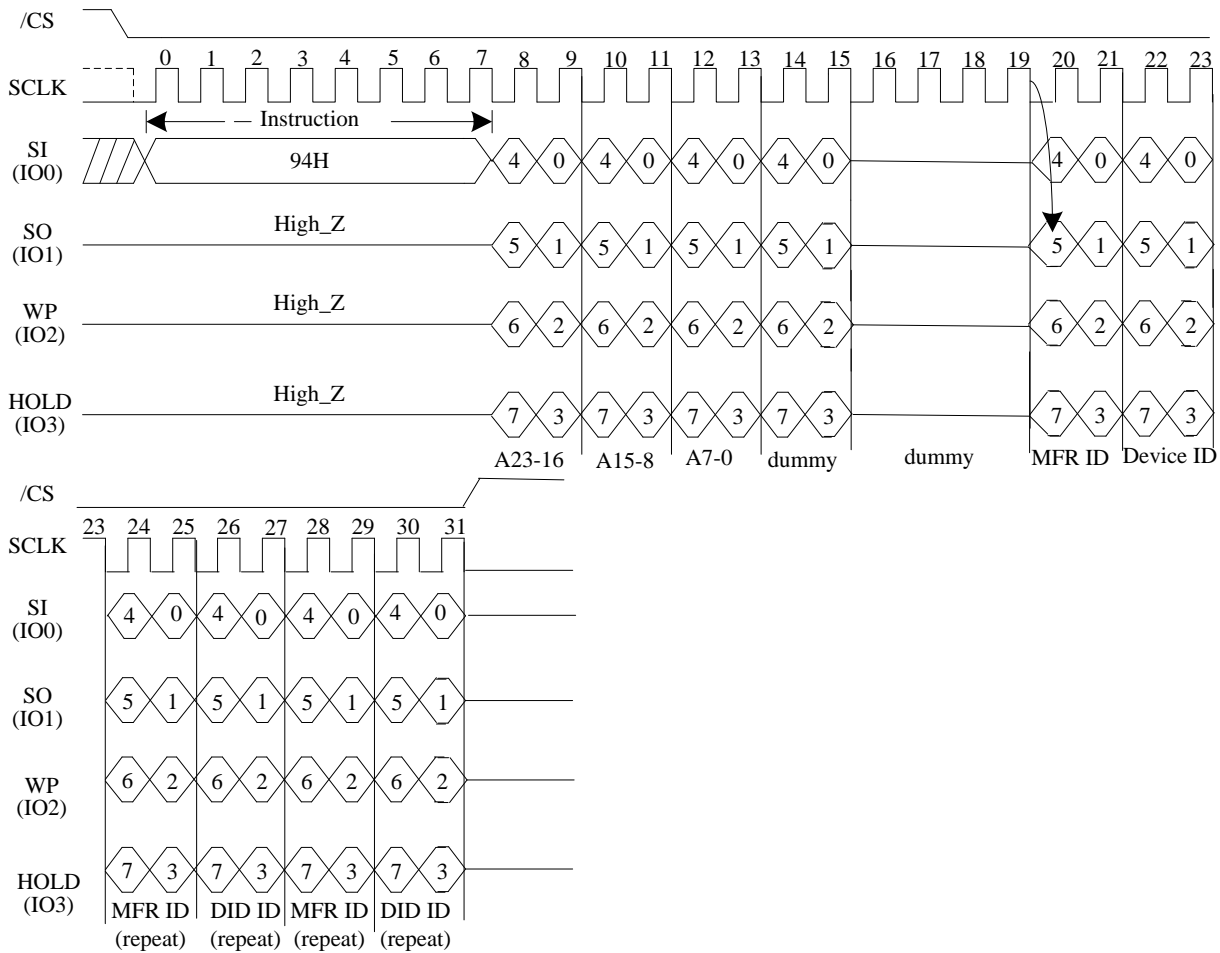 /CS
0 1 2 3 4 5 6 7 8 9 10 11 12 13 14 15 16 17 18 19 20 21 22 23
SCLK
Instruction
SI
(IO0)
94H
4 0 4 0 4 0 4 0 4 0 4 0
SO
(IO1)
High_Z
5 1 5 1 5 1 5 1 5 1 5 1
WP
(IO2)
High_Z
6 2 6 2 6 2 6 2 6 2 6 2
HOLD
(IO3)
High_Z
7 3 7 3 7 3 7 3 7 3 7 3
A23-16 A15-8 A7-0 dummy dummy MFR ID Device ID
/CS
23 24 25 26 27 28 29 30 31
SCLK
SI
(IO0)
4 0 4 0 4 0 4 0
SO
(IO1)
5 1 5 1 5 1 5 1
WP
(IO2)
6 2 6 2 6 2 6 2
HOLD
(IO3)
7 3 7 3 7 3 7 3
MFR ID DID ID MFR ID DID ID
(repeat) (repeat) (repeat) (repeat)